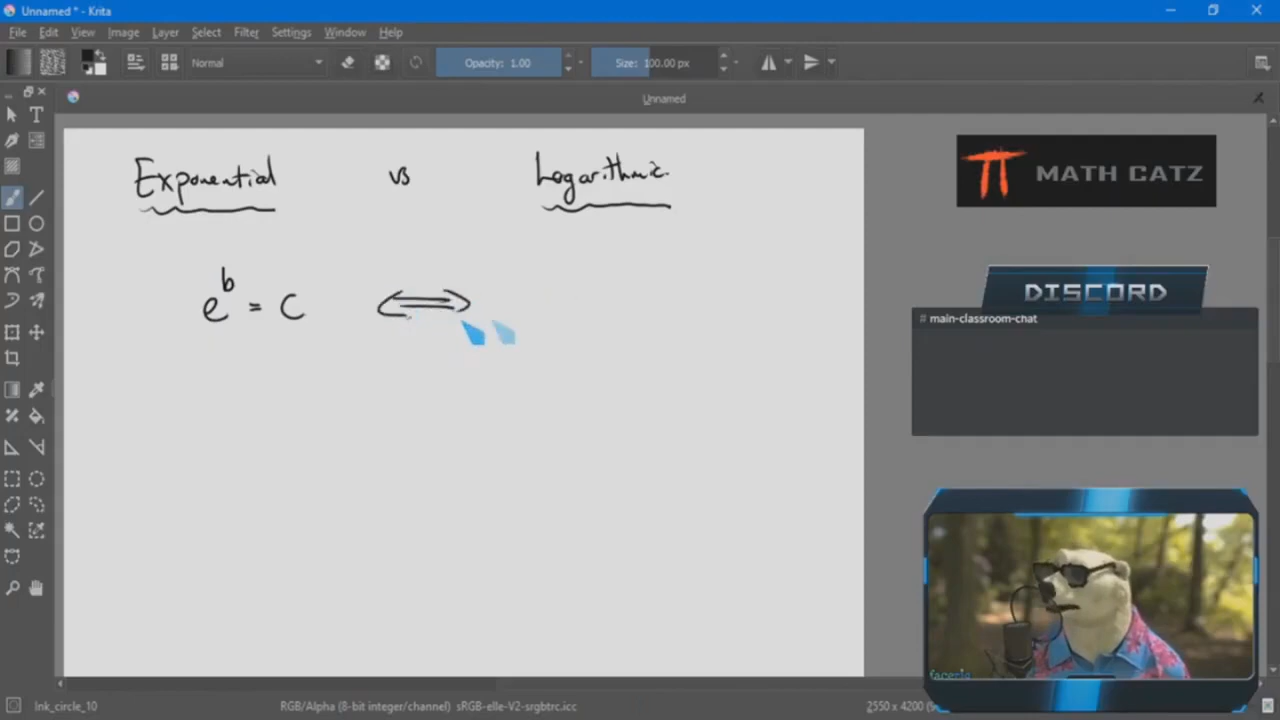 Unnamed * - Krita
File Edit View Image Layer Select Filter Settings Window Help
Normal Opacity: 1.00 Size: 100.00 px
Unnamed
Exponential vs Logarithmic
π MATH CATZ
e^b = c ⟺
DISCORD
# main-classroom-chat
facerig
Ink_circle_10 RGB/Alpha (8-bit integer/channel) sRGB-elle-V2-srgbtrc.icc 2550 x 4200